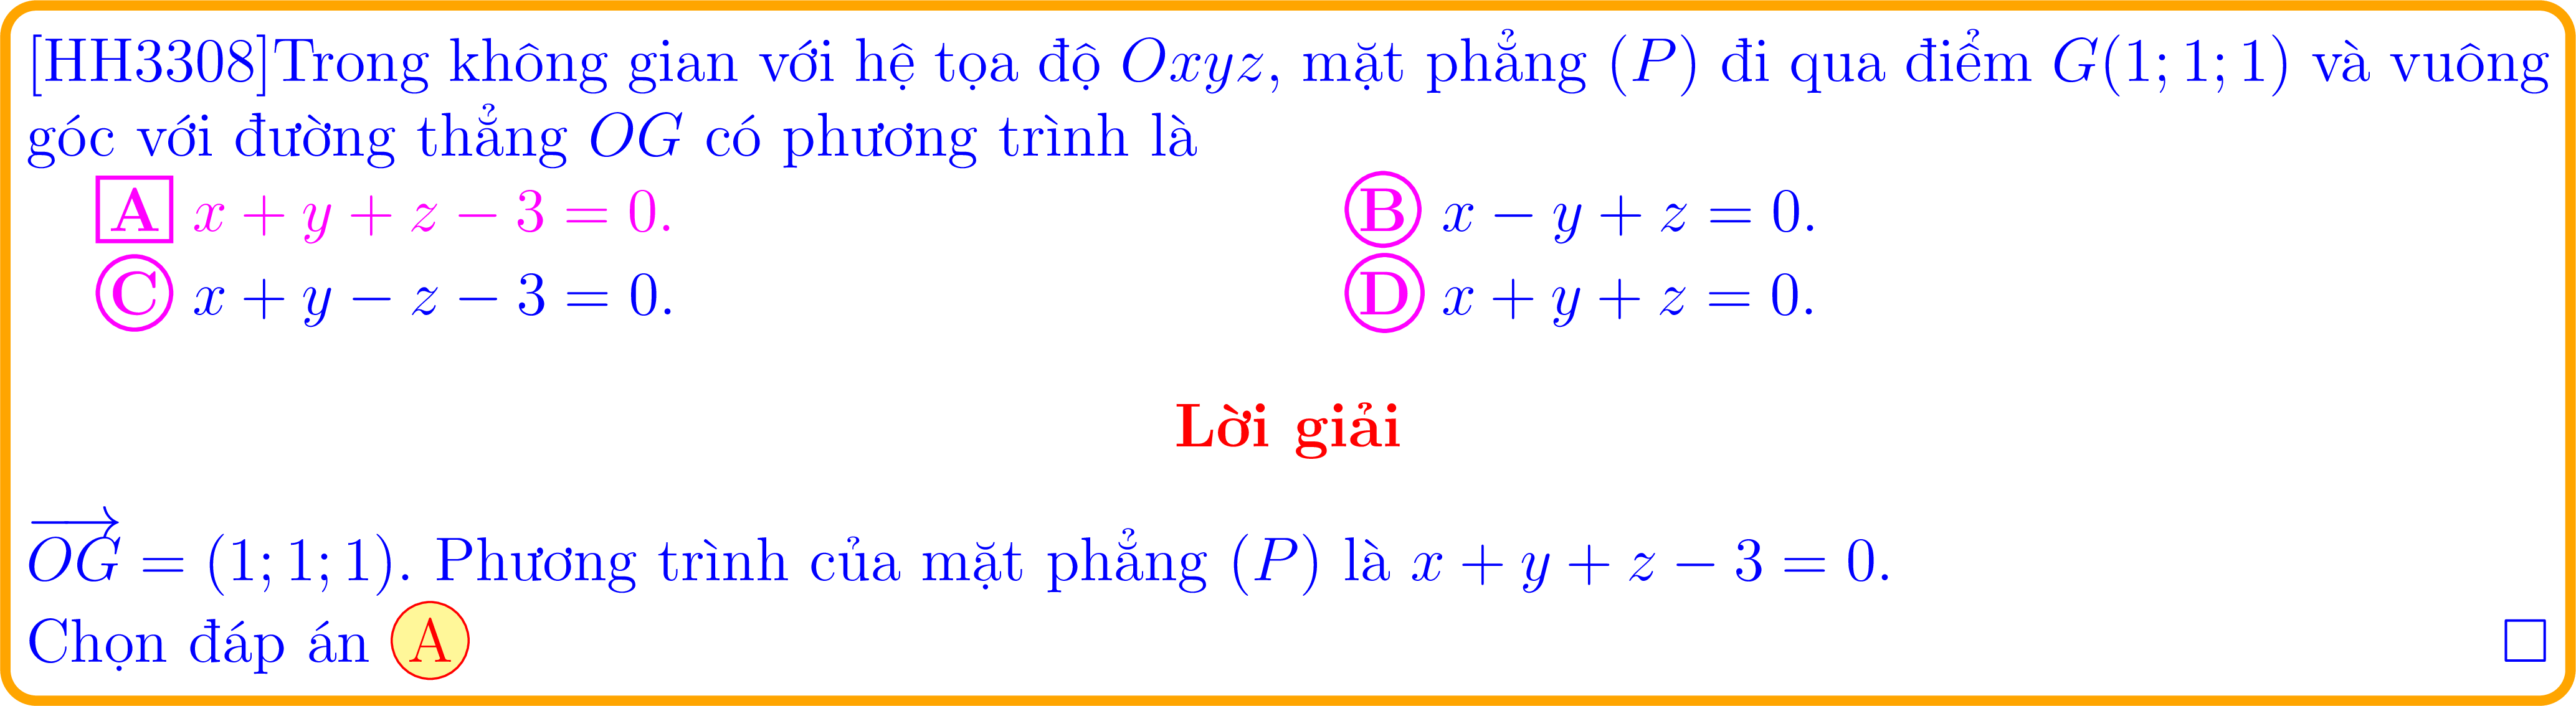 [HH3308]Trong không gian với hệ tọa độ Oxyz, mặt phẳng (P) đi qua điểm G(1; 1; 1) và vuông
góc với đường thẳng OG có phương trình là
A x + y + z − 3 = 0. B x − y + z = 0.
C x + y − z − 3 = 0. D x + y + z = 0.
Lời giải
\overrightarrow{OG} = (1; 1; 1). Phương trình của mặt phẳng (P) là x + y + z − 3 = 0.
Chọn đáp án A □